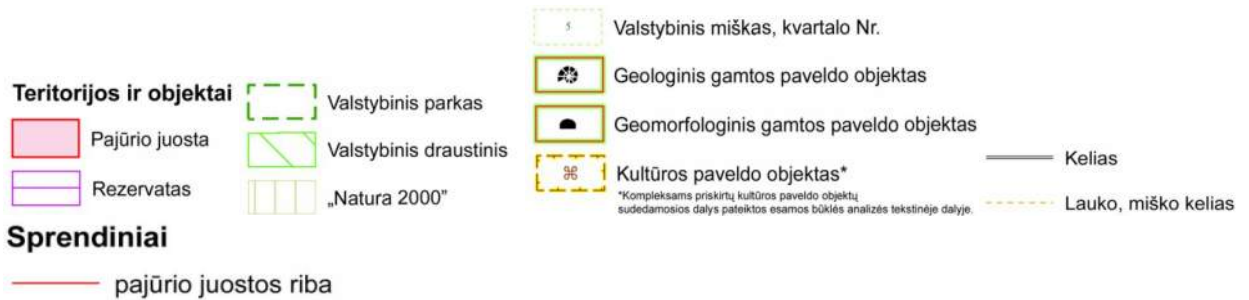 Teritorijos ir objektai
Pajūrio juosta
Rezervatas
Valstybinis parkas
Valstybinis draustinis
„Natura 2000”
5
Valstybinis miškas, kvartalo Nr.
Geologinis gamtos paveldo objektas
Geomorfologinis gamtos paveldo objektas
Kultūros paveldo objektas*
*Kompleksams priskirtų kultūros paveldo objektų
sudedamosios dalys pateiktos esamos būklės analizės tekstinėje dalyje.
Kelias
Lauko, miško kelias
Sprendiniai
pajūrio juostos riba